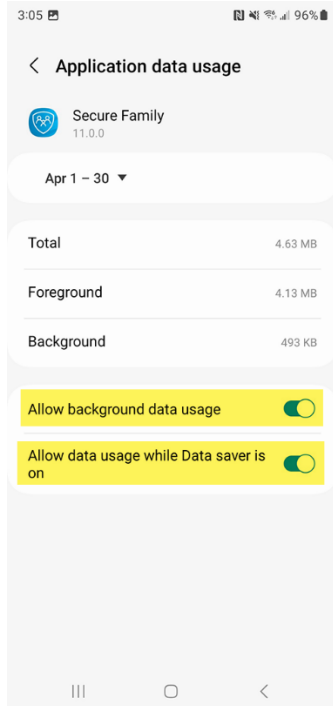 3:05 96%
Application data usage
Secure Family
11.0.0
Apr 1 – 30
Total 4.63 MB
Foreground 4.13 MB
Background 493 KB
Allow background data usage
Allow data usage while Data saver is
on